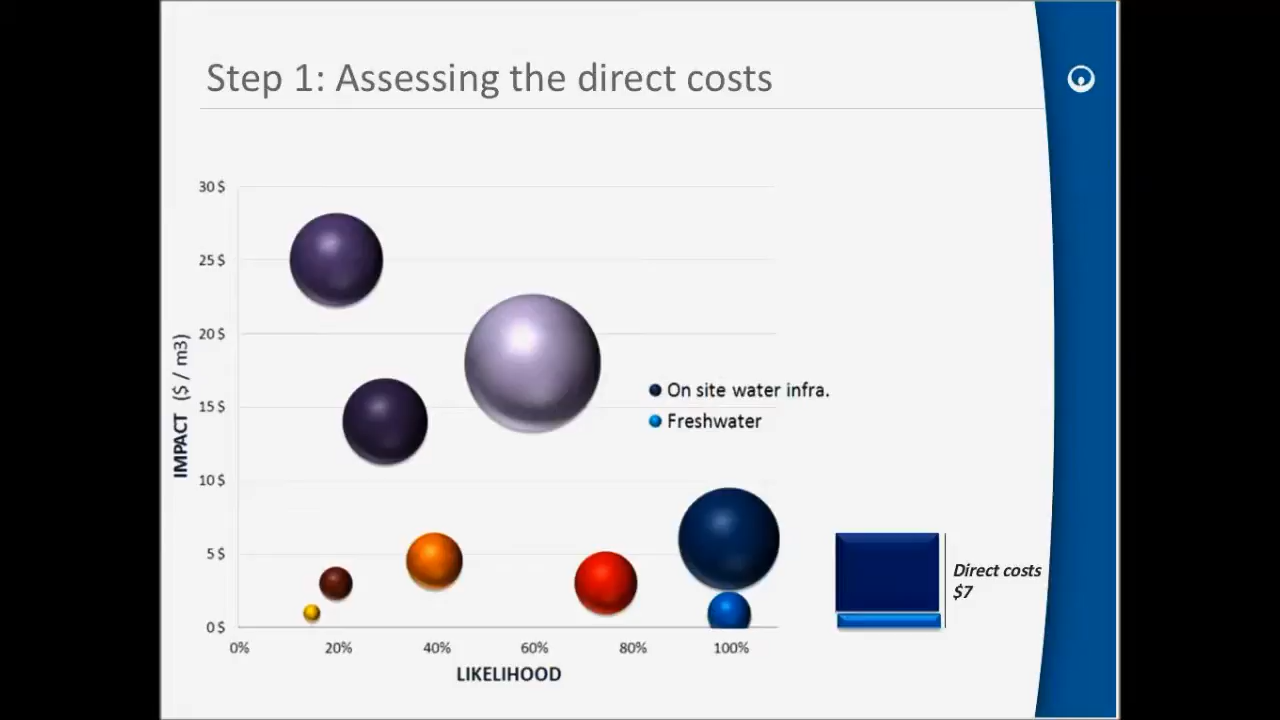 Step 1: Assessing the direct costs
30 $
25 $
20 $
15 $
10 $
5 $
0 $
IMPACT ($ / m3)
On site water infra.
Freshwater
Direct costs
$7
0%
20%
40%
60%
80%
100%
LIKELIHOOD